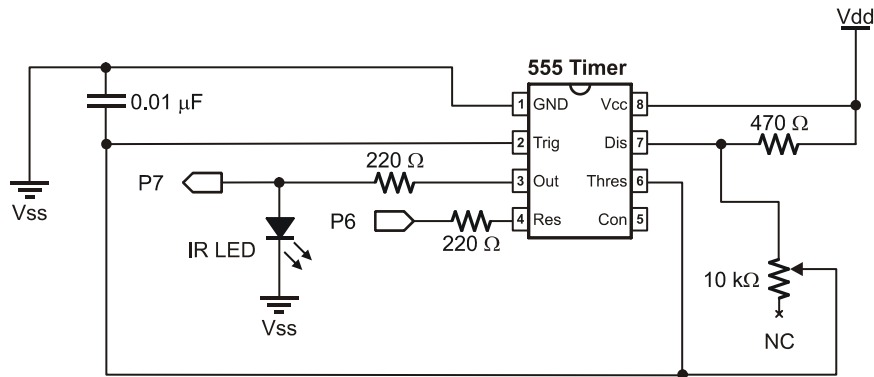 Vdd
555 Timer
0.01 μF
1 GND Vcc 8
470 Ω
2 Trig Dis 7
220 Ω
P7
3 Out Thres 6
Vss
P6
4 Res Con 5
220 Ω
IR LED
10 kΩ
Vss
NC